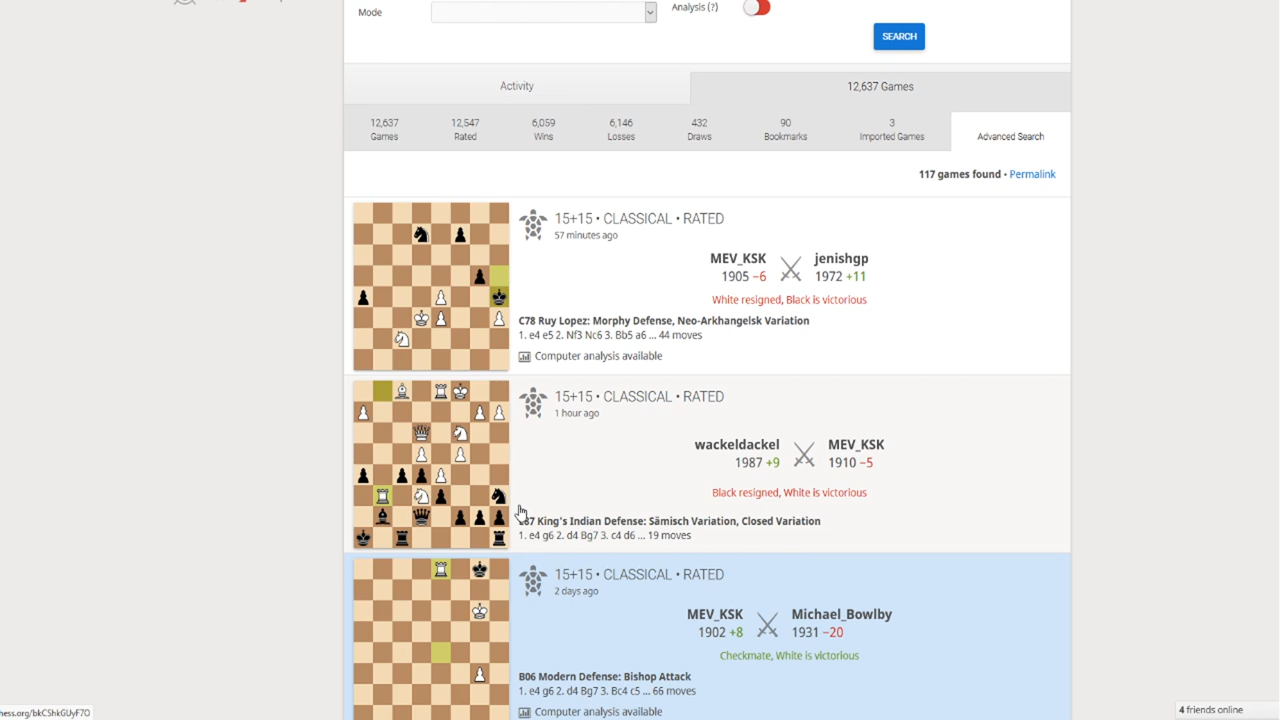 Mode
Analysis (?)
SEARCH
Activity
12,637 Games
12,637 12,547 6,059 6,146 432 90 3
Games Rated Wins Losses Draws Bookmarks Imported Games Advanced Search
117 games found • Permalink
15+15 • CLASSICAL • RATED
57 minutes ago
MEV_KSK jenishgp
1905 −6 1972 +11
White resigned, Black is victorious
C78 Ruy Lopez: Morphy Defense, Neo-Arkhangelsk Variation
1. e4 e5 2. Nf3 Nc6 3. Bb5 a6 ... 44 moves
Computer analysis available
15+15 • CLASSICAL • RATED
1 hour ago
wackeldackel MEV_KSK
1987 +9 1910 −5
Black resigned, White is victorious
King's Indian Defense: Sämisch Variation, Closed Variation
1. e4 g6 2. d4 Bg7 3. c4 d6 ... 19 moves
15+15 • CLASSICAL • RATED
2 days ago
MEV_KSK Michael_Bowlby
1902 +8 1931 −20
Checkmate, White is victorious
B06 Modern Defense: Bishop Attack
1. e4 g6 2. d4 Bg7 3. Bc4 c5 ... 66 moves
Computer analysis available
4 friends online